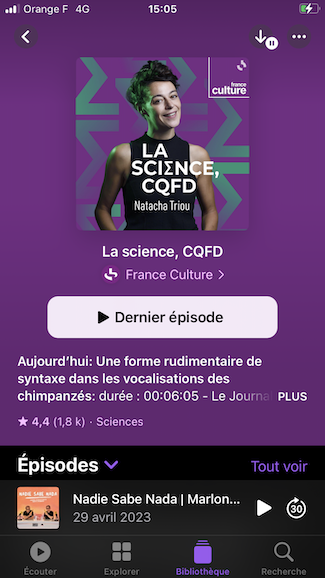 Orange F 4G 15:05
france
culture
LA
SCIΣNCE,
CQFD
Natacha Triou
La science, CQFD
France Culture
Dernier épisode
Aujourd'hui: Une forme rudimentaire de
syntaxe dans les vocalisations des
chimpanzés: durée : 00:06:05 - Le Journa PLUS
4,4 (1,8 k) · Sciences
Épisodes Tout voir
NADIE SABE NADA
Nadie Sabe Nada | Marlon...
29 avril 2023
30
Écouter Explorer Bibliothèque Recherche